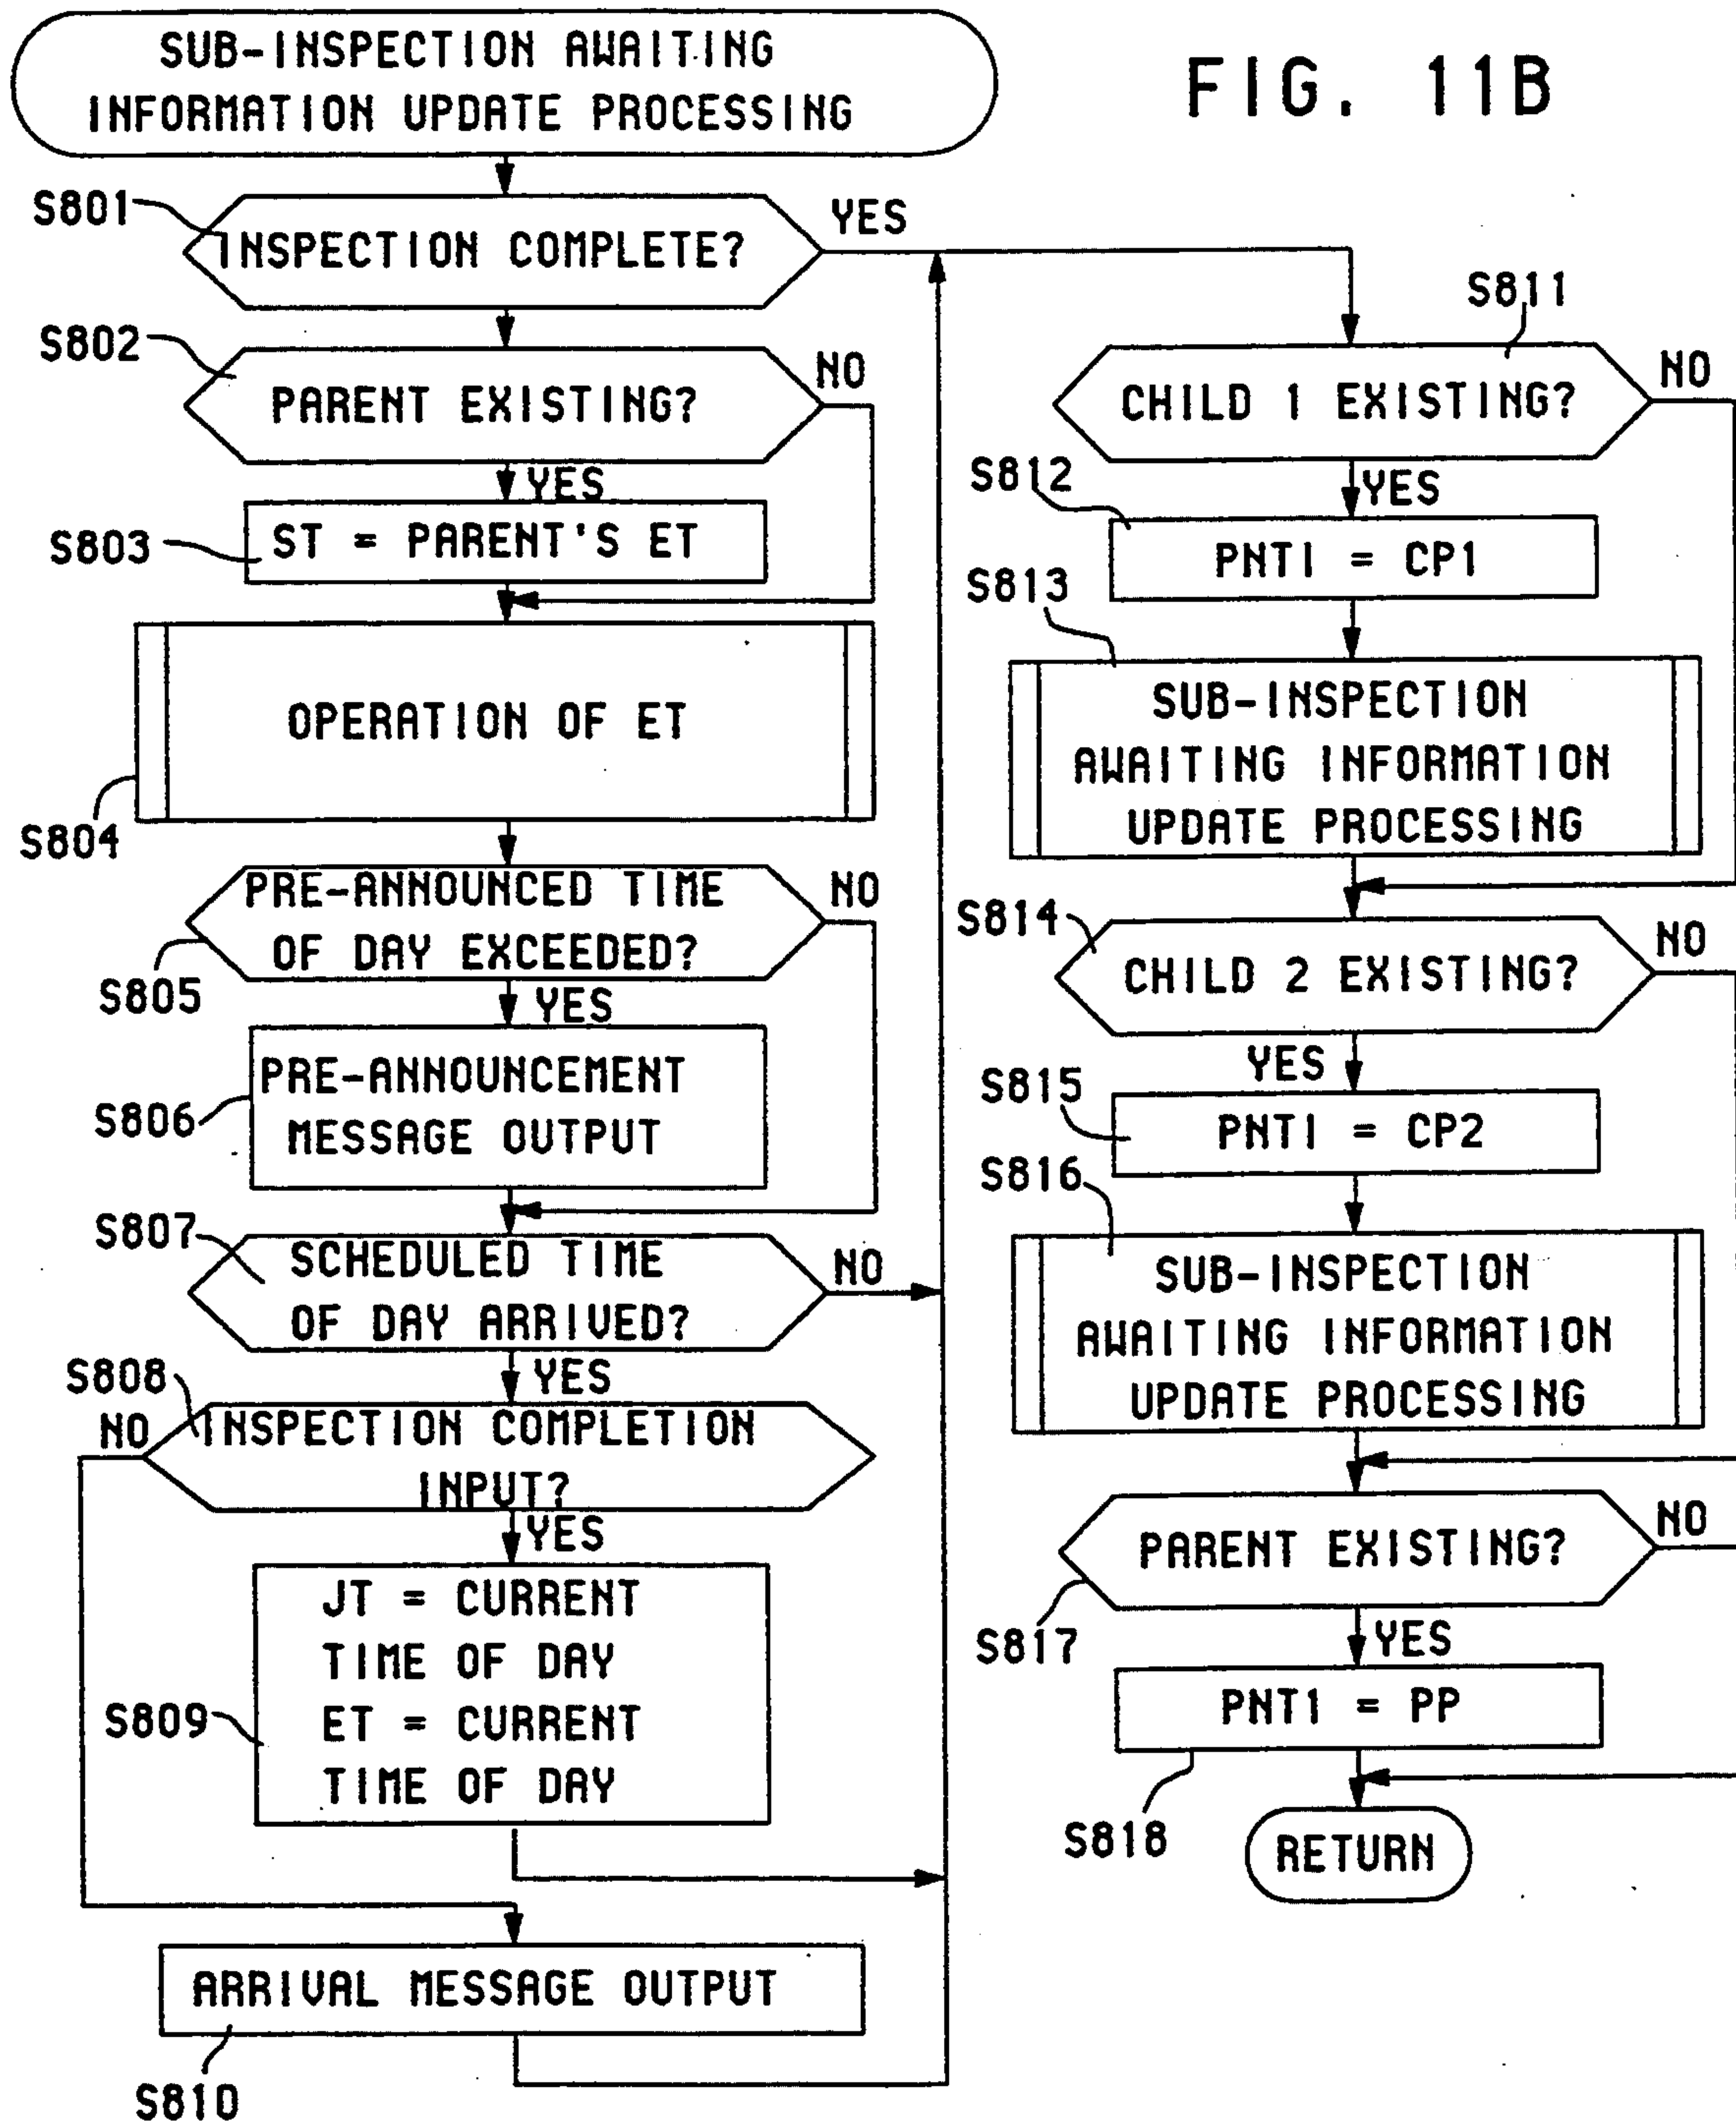 SUB-INSPECTION AWAITING
INFORMATION UPDATE PROCESSING
FIG. 11B
S801
INSPECTION COMPLETE?
YES
S802
PARENT EXISTING?
NO
YES
S803
ST = PARENT'S ET
OPERATION OF ET
S804
PRE-ANNOUNCED TIME
OF DAY EXCEEDED?
NO
S805
YES
PRE-ANNOUNCEMENT
MESSAGE OUTPUT
S806
S807
SCHEDULED TIME
OF DAY ARRIVED?
NO
YES
S808
NO
INSPECTION COMPLETION
INPUT?
YES
JT = CURRENT
TIME OF DAY
ET = CURRENT
TIME OF DAY
S809
ARRIVAL MESSAGE OUTPUT
S810
S811
CHILD 1 EXISTING?
NO
YES
S812
PNT1 = CP1
S813
SUB-INSPECTION
AWAITING INFORMATION
UPDATE PROCESSING
S814
CHILD 2 EXISTING?
NO
YES
S815
PNT1 = CP2
S816
SUB-INSPECTION
AWAITING INFORMATION
UPDATE PROCESSING
PARENT EXISTING?
NO
S817
YES
PNT1 = PP
S818
RETURN